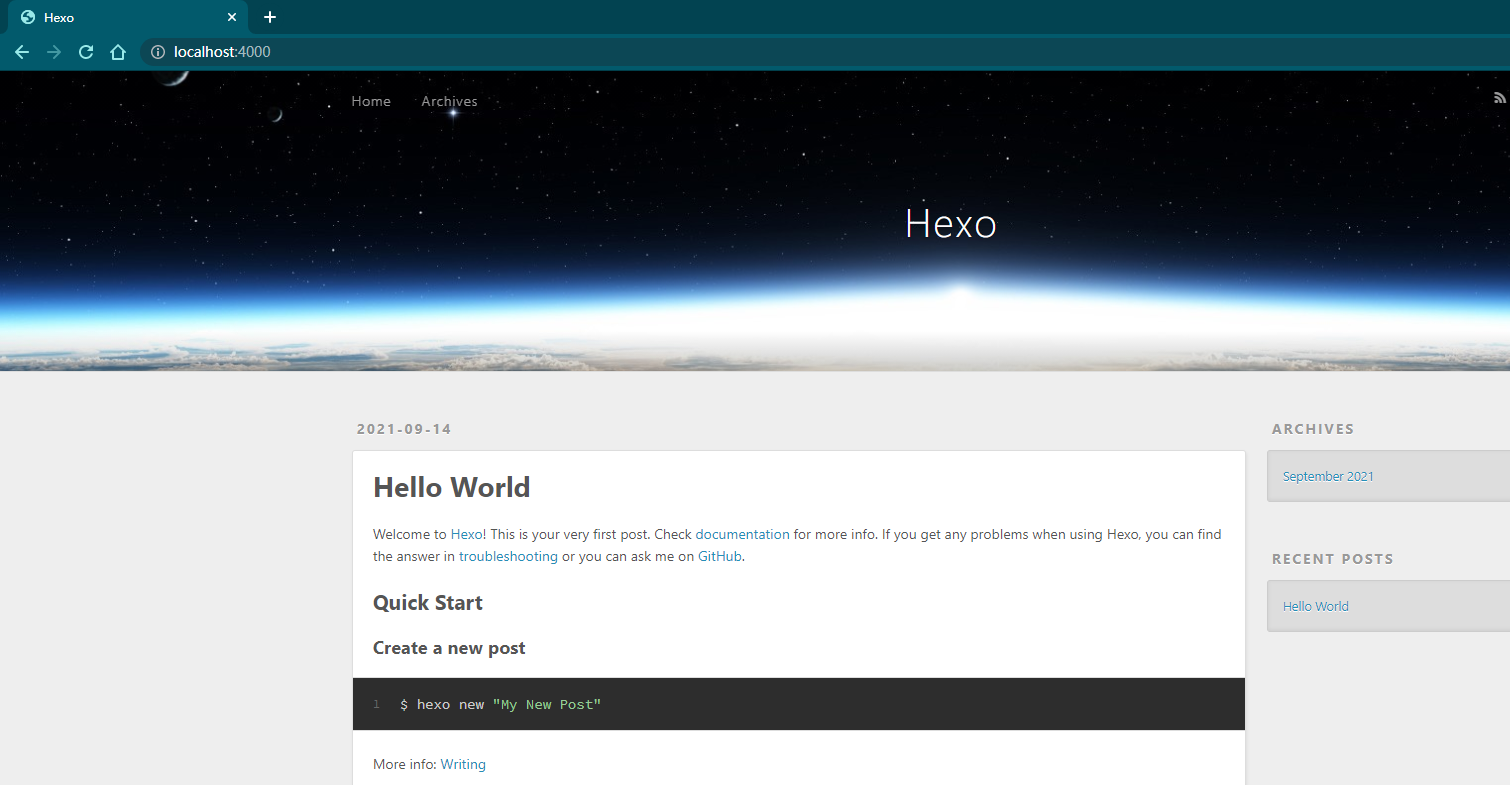 Hexo
localhost:4000
Home
Archives
Hexo
2021-09-14
Hello World
Welcome to Hexo! This is your very first post. Check documentation for more info. If you get any problems when using Hexo, you can find
the answer in troubleshooting or you can ask me on GitHub.
Quick Start
Create a new post
1 $ hexo new "My New Post"
More info: Writing
ARCHIVES
September 2021
RECENT POSTS
Hello World